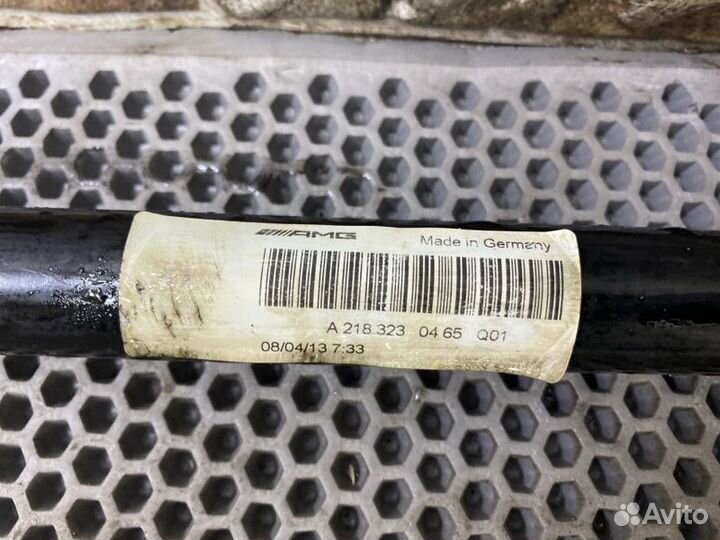 AMG
Made in Germany
A 218 323 04 65 Q01
08/04/13 7:33
Avito